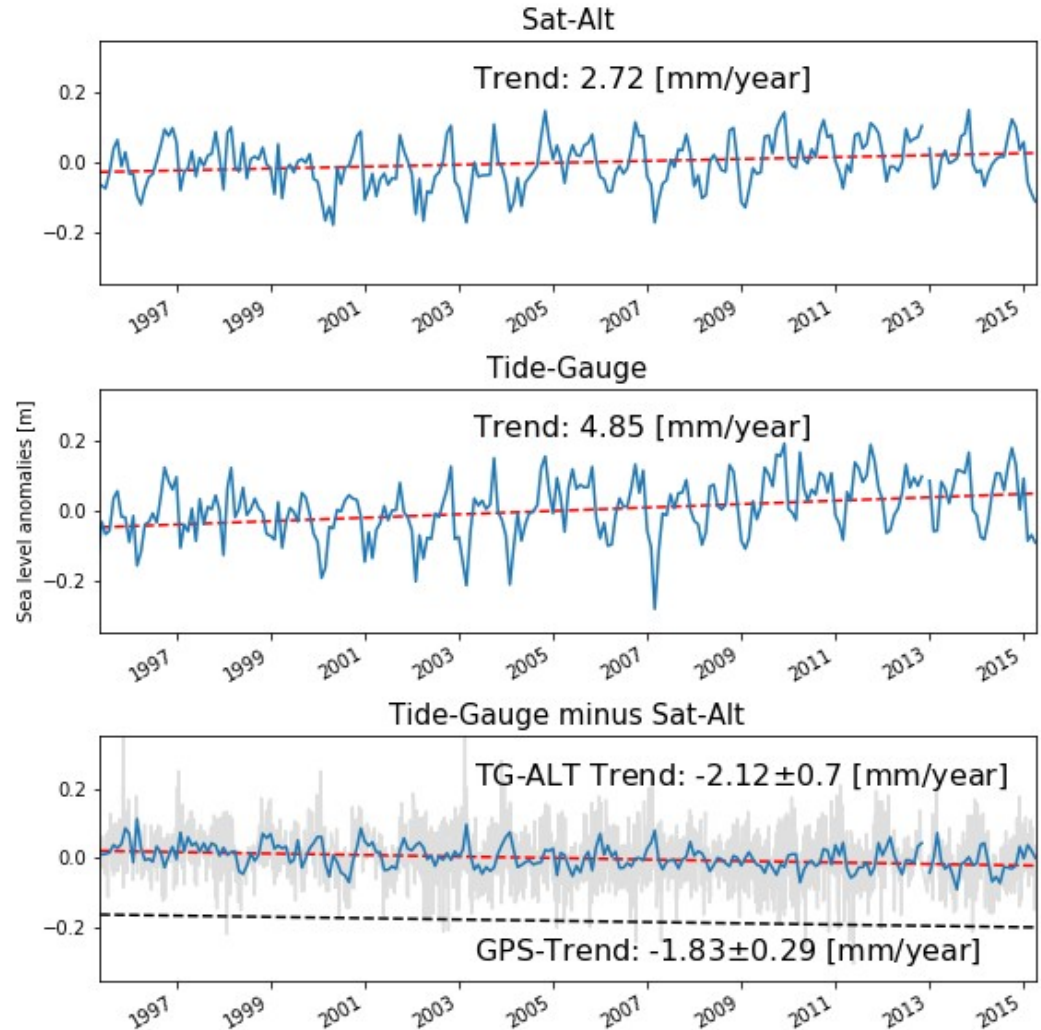 Sat-Alt
Trend: 2.72 [mm/year]
0.2
0.0
−0.2
1997 1999 2001 2003 2005 2007 2009 2011 2013 2015
Tide-Gauge
Sea level anomalies [m]
Trend: 4.85 [mm/year]
0.2
0.0
−0.2
1997 1999 2001 2003 2005 2007 2009 2011 2013 2015
Tide-Gauge minus Sat-Alt
TG-ALT Trend: -2.12±0.7 [mm/year]
0.2
0.0
−0.2
GPS-Trend: -1.83±0.29 [mm/year]
1997 1999 2001 2003 2005 2007 2009 2011 2013 2015